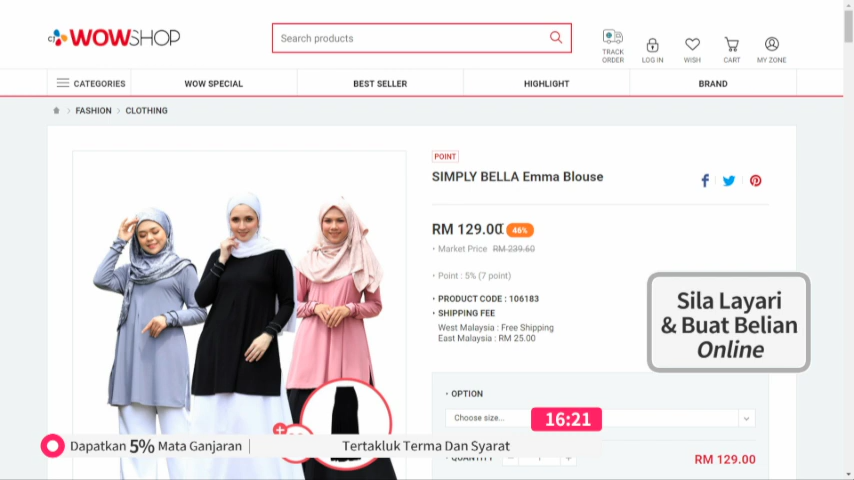 CJ WOWSHOP
Search products
TRACK ORDER
LOG IN
WISH
CART
MY ZONE
CATEGORIES
WOW SPECIAL
BEST SELLER
HIGHLIGHT
BRAND
FASHION > CLOTHING
POINT
SIMPLY BELLA Emma Blouse
RM 129.00 46%
• Market Price RM 239.60
• Point : 5% (7 point)
• PRODUCT CODE : 106183
• SHIPPING FEE
West Malaysia : Free Shipping
East Malaysia : RM 25.00
Sila Layari
& Buat Belian
Online
• OPTION
Choose size...
16:21
Dapatkan 5% Mata Ganjaran | Tertakluk Terma Dan Syarat
• QUANTITY
RM 129.00